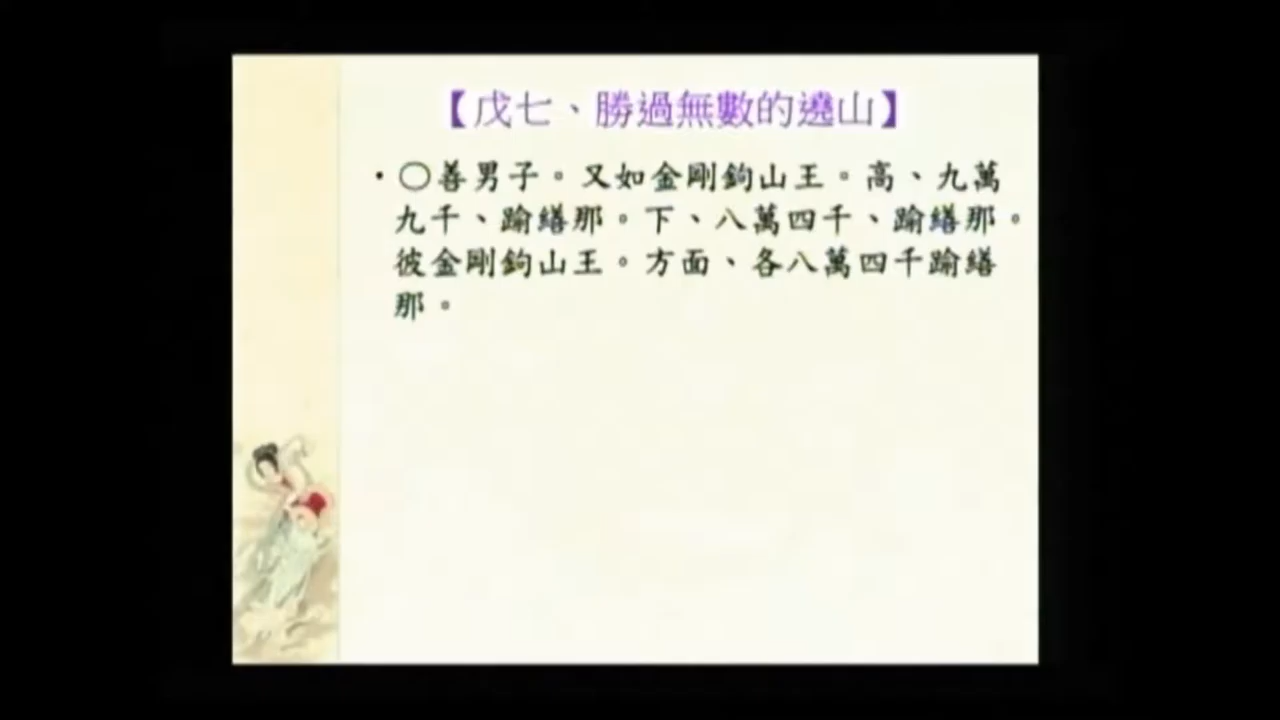 【戊七、勝過無數的遶山】
•〇善男子。又如金剛鉤山王。高、九萬
九千、踰繕那。下、八萬四千、踰繕那。
彼金剛鉤山王。方面、各八萬四千踰繕
那。